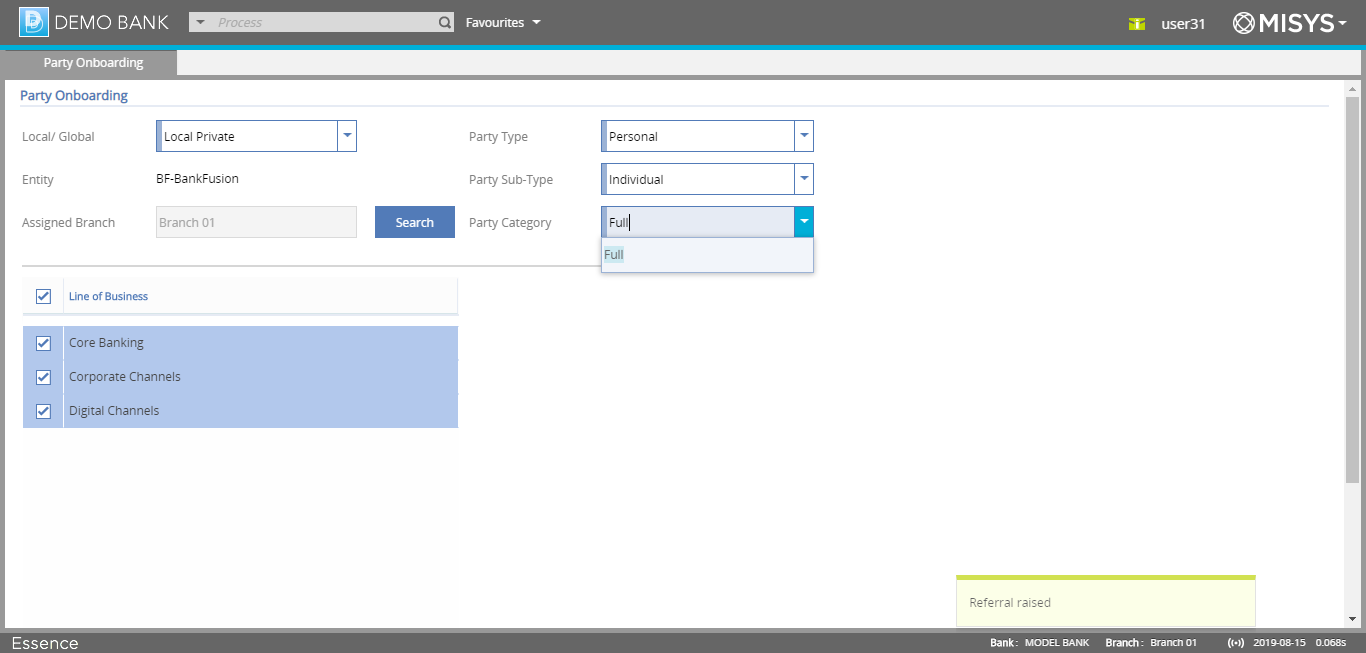 DEMO BANK Process Favourites user31 MISYS
Party Onboarding
Party Onboarding
Local/ Global Local Private Party Type Personal
Entity BF-BankFusion Party Sub-Type Individual
Assigned Branch Branch 01 Search Party Category Full
Full
Line of Business
Core Banking
Corporate Channels
Digital Channels
Referral raised
Essence Bank : MODEL BANK Branch : Branch 01 2019-08-15 0.068s